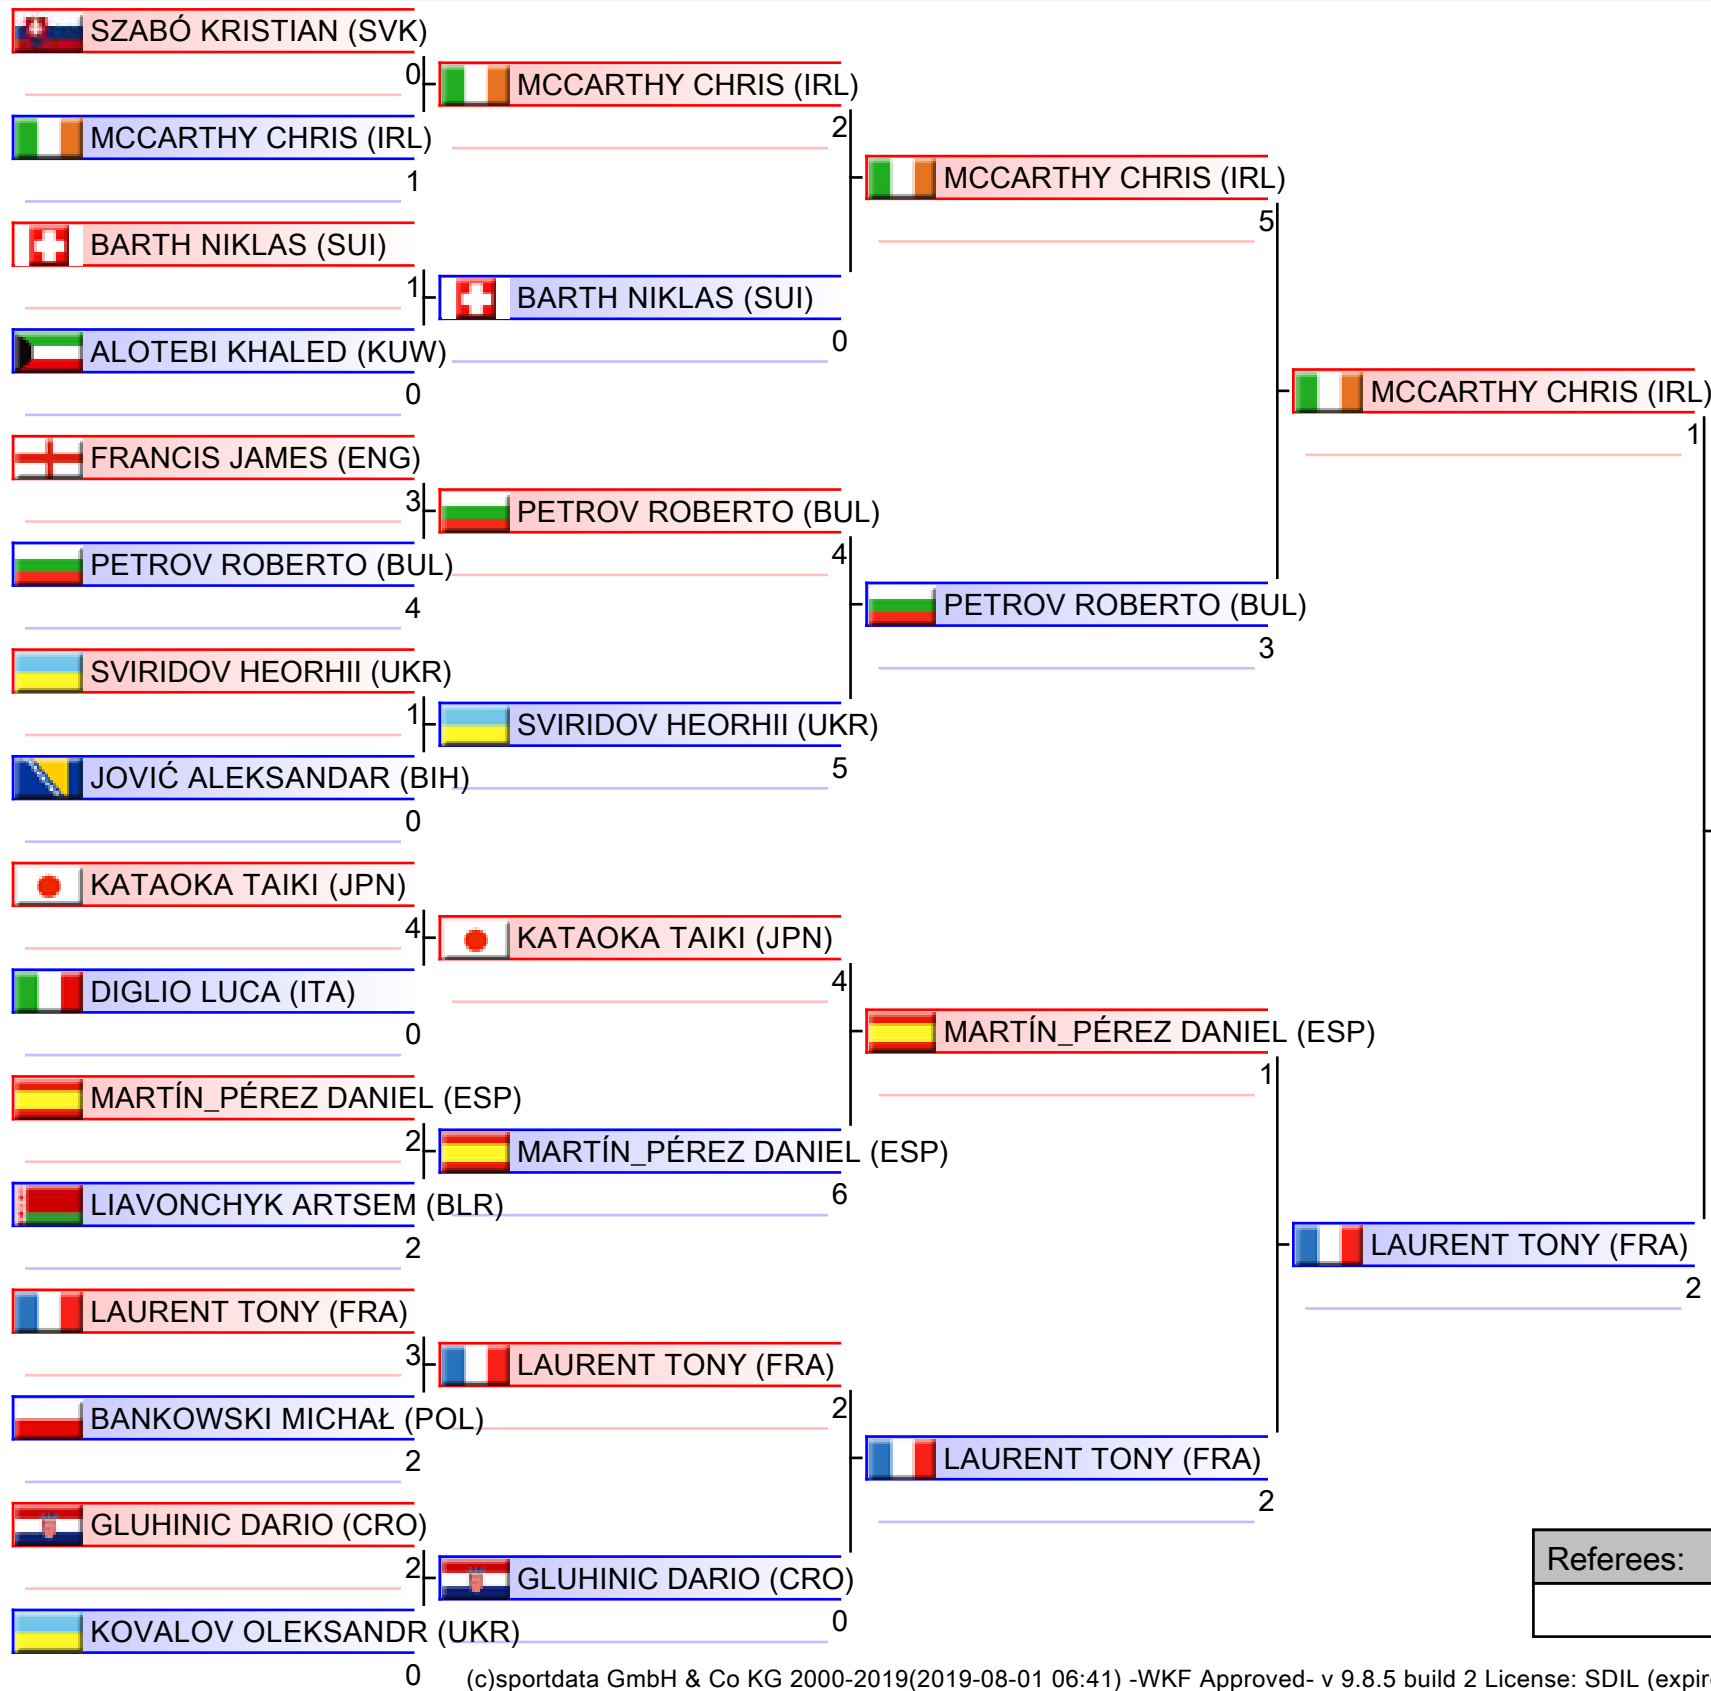 SZABÓ KRISTIAN (SVK)
0
MCCARTHY CHRIS (IRL)
1
BARTH NIKLAS (SUI)
1
ALOTEBI KHALED (KUW)
0
FRANCIS JAMES (ENG)
3
PETROV ROBERTO (BUL)
4
SVIRIDOV HEORHII (UKR)
1
JOVIĆ ALEKSANDAR (BIH)
0
KATAOKA TAIKI (JPN)
4
DIGLIO LUCA (ITA)
0
MARTÍN_PÉREZ DANIEL (ESP)
2
LIAVONCHYK ARTSEM (BLR)
2
LAURENT TONY (FRA)
3
BANKOWSKI MICHAŁ (POL)
2
GLUHINIC DARIO (CRO)
2
KOVALOV OLEKSANDR (UKR)
0
MCCARTHY CHRIS (IRL)
2
BARTH NIKLAS (SUI)
0
PETROV ROBERTO (BUL)
4
SVIRIDOV HEORHII (UKR)
5
KATAOKA TAIKI (JPN)
4
MARTÍN_PÉREZ DANIEL (ESP)
6
LAURENT TONY (FRA)
2
GLUHINIC DARIO (CRO)
0
MCCARTHY CHRIS (IRL)
5
PETROV ROBERTO (BUL)
3
MARTÍN_PÉREZ DANIEL (ESP)
1
LAURENT TONY (FRA)
2
MCCARTHY CHRIS (IRL)
1
LAURENT TONY (FRA)
2
Referees:
(c)sportdata GmbH & Co KG 2000-2019(2019-08-01 06:41) -WKF Approved- v 9.8.5 build 2 License: SDIL (expir